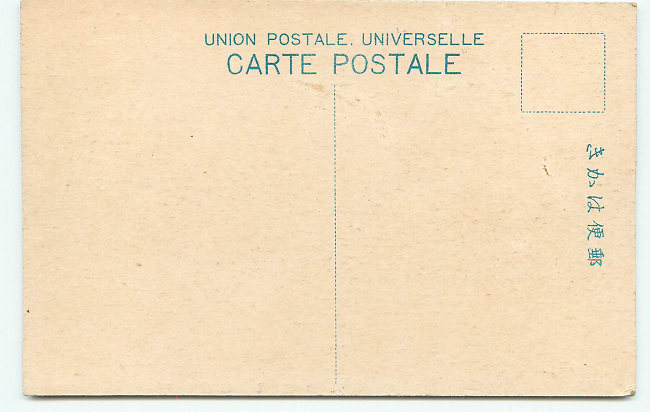 UNION POSTALE. UNIVERSELLE
CARTE POSTALE
郵便はかき